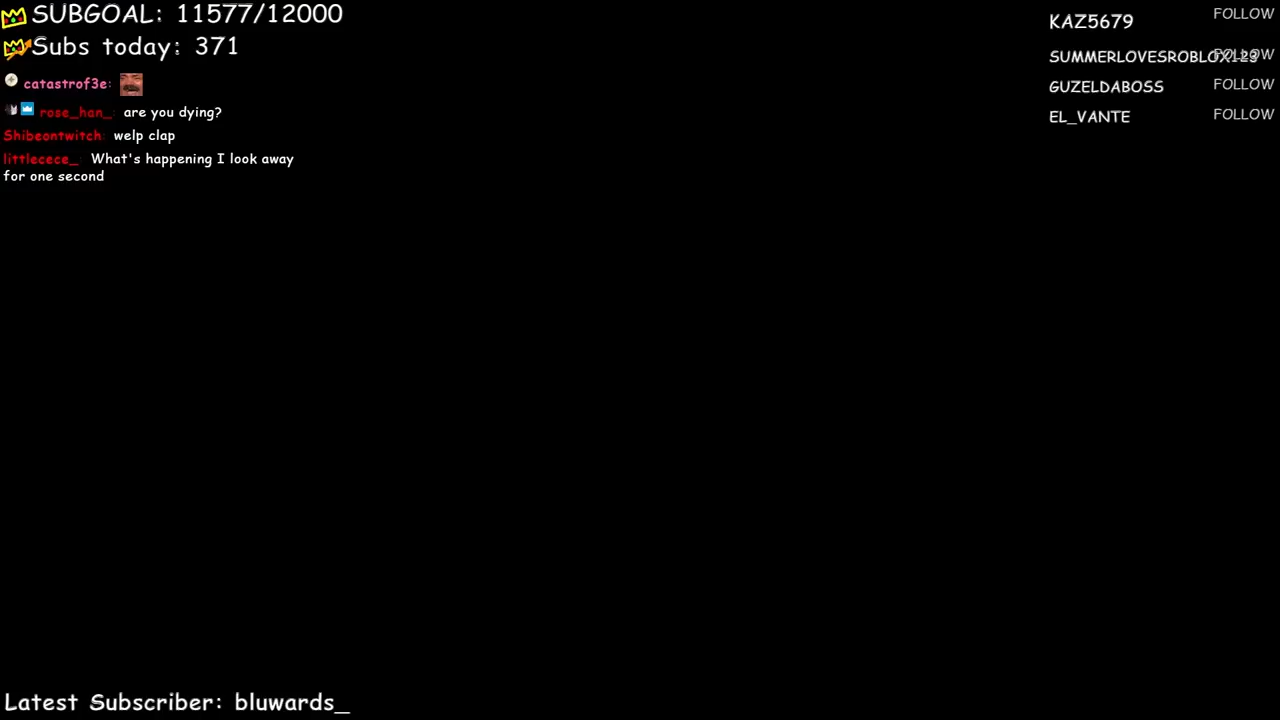 SUBGOAL: 11577/12000
Subs today: 371
catastrof3e:
rose_han_: are you dying?
Shibeontwitch: welp clap
littlecece_: What's happening I look away
for one second
KAZ5679 FOLLOW
SUMMERLOVESROBLOX123 FOLLOW
GUZELDABOSS FOLLOW
EL_VANTE FOLLOW
Latest Subscriber: bluwards_